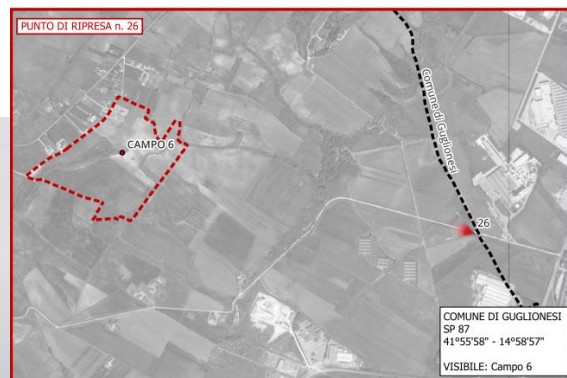 PUNTO DI RIPRESA n. 26
Comune di Guglionesi
CAMPO 6
26
COMUNE DI GUGLIONESI
SP 87
41°55'58" - 14°58'57"
VISIBILE: Campo 6